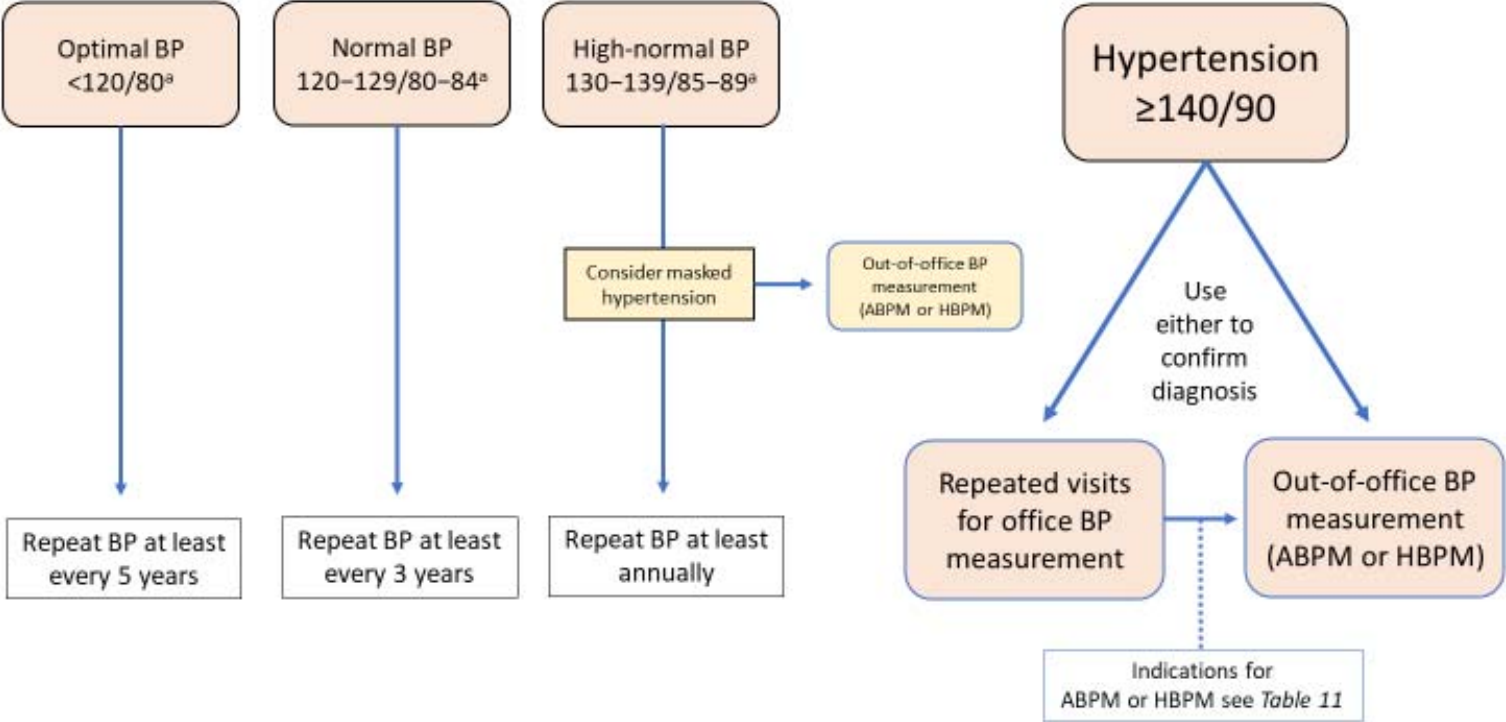 Optimal BP
<120/80ᵃ
Normal BP
120–129/80–84ᵃ
High-normal BP
130–139/85–89ᵃ
Hypertension
≥140/90
Consider masked
hypertension
Out-of-office BP
measurement
(ABPM or HBPM)
Use
either to
confirm
diagnosis
Repeat BP at least
every 5 years
Repeat BP at least
every 3 years
Repeat BP at least
annually
Repeated visits
for office BP
measurement
Out-of-office BP
measurement
(ABPM or HBPM)
Indications for
ABPM or HBPM see Table 11